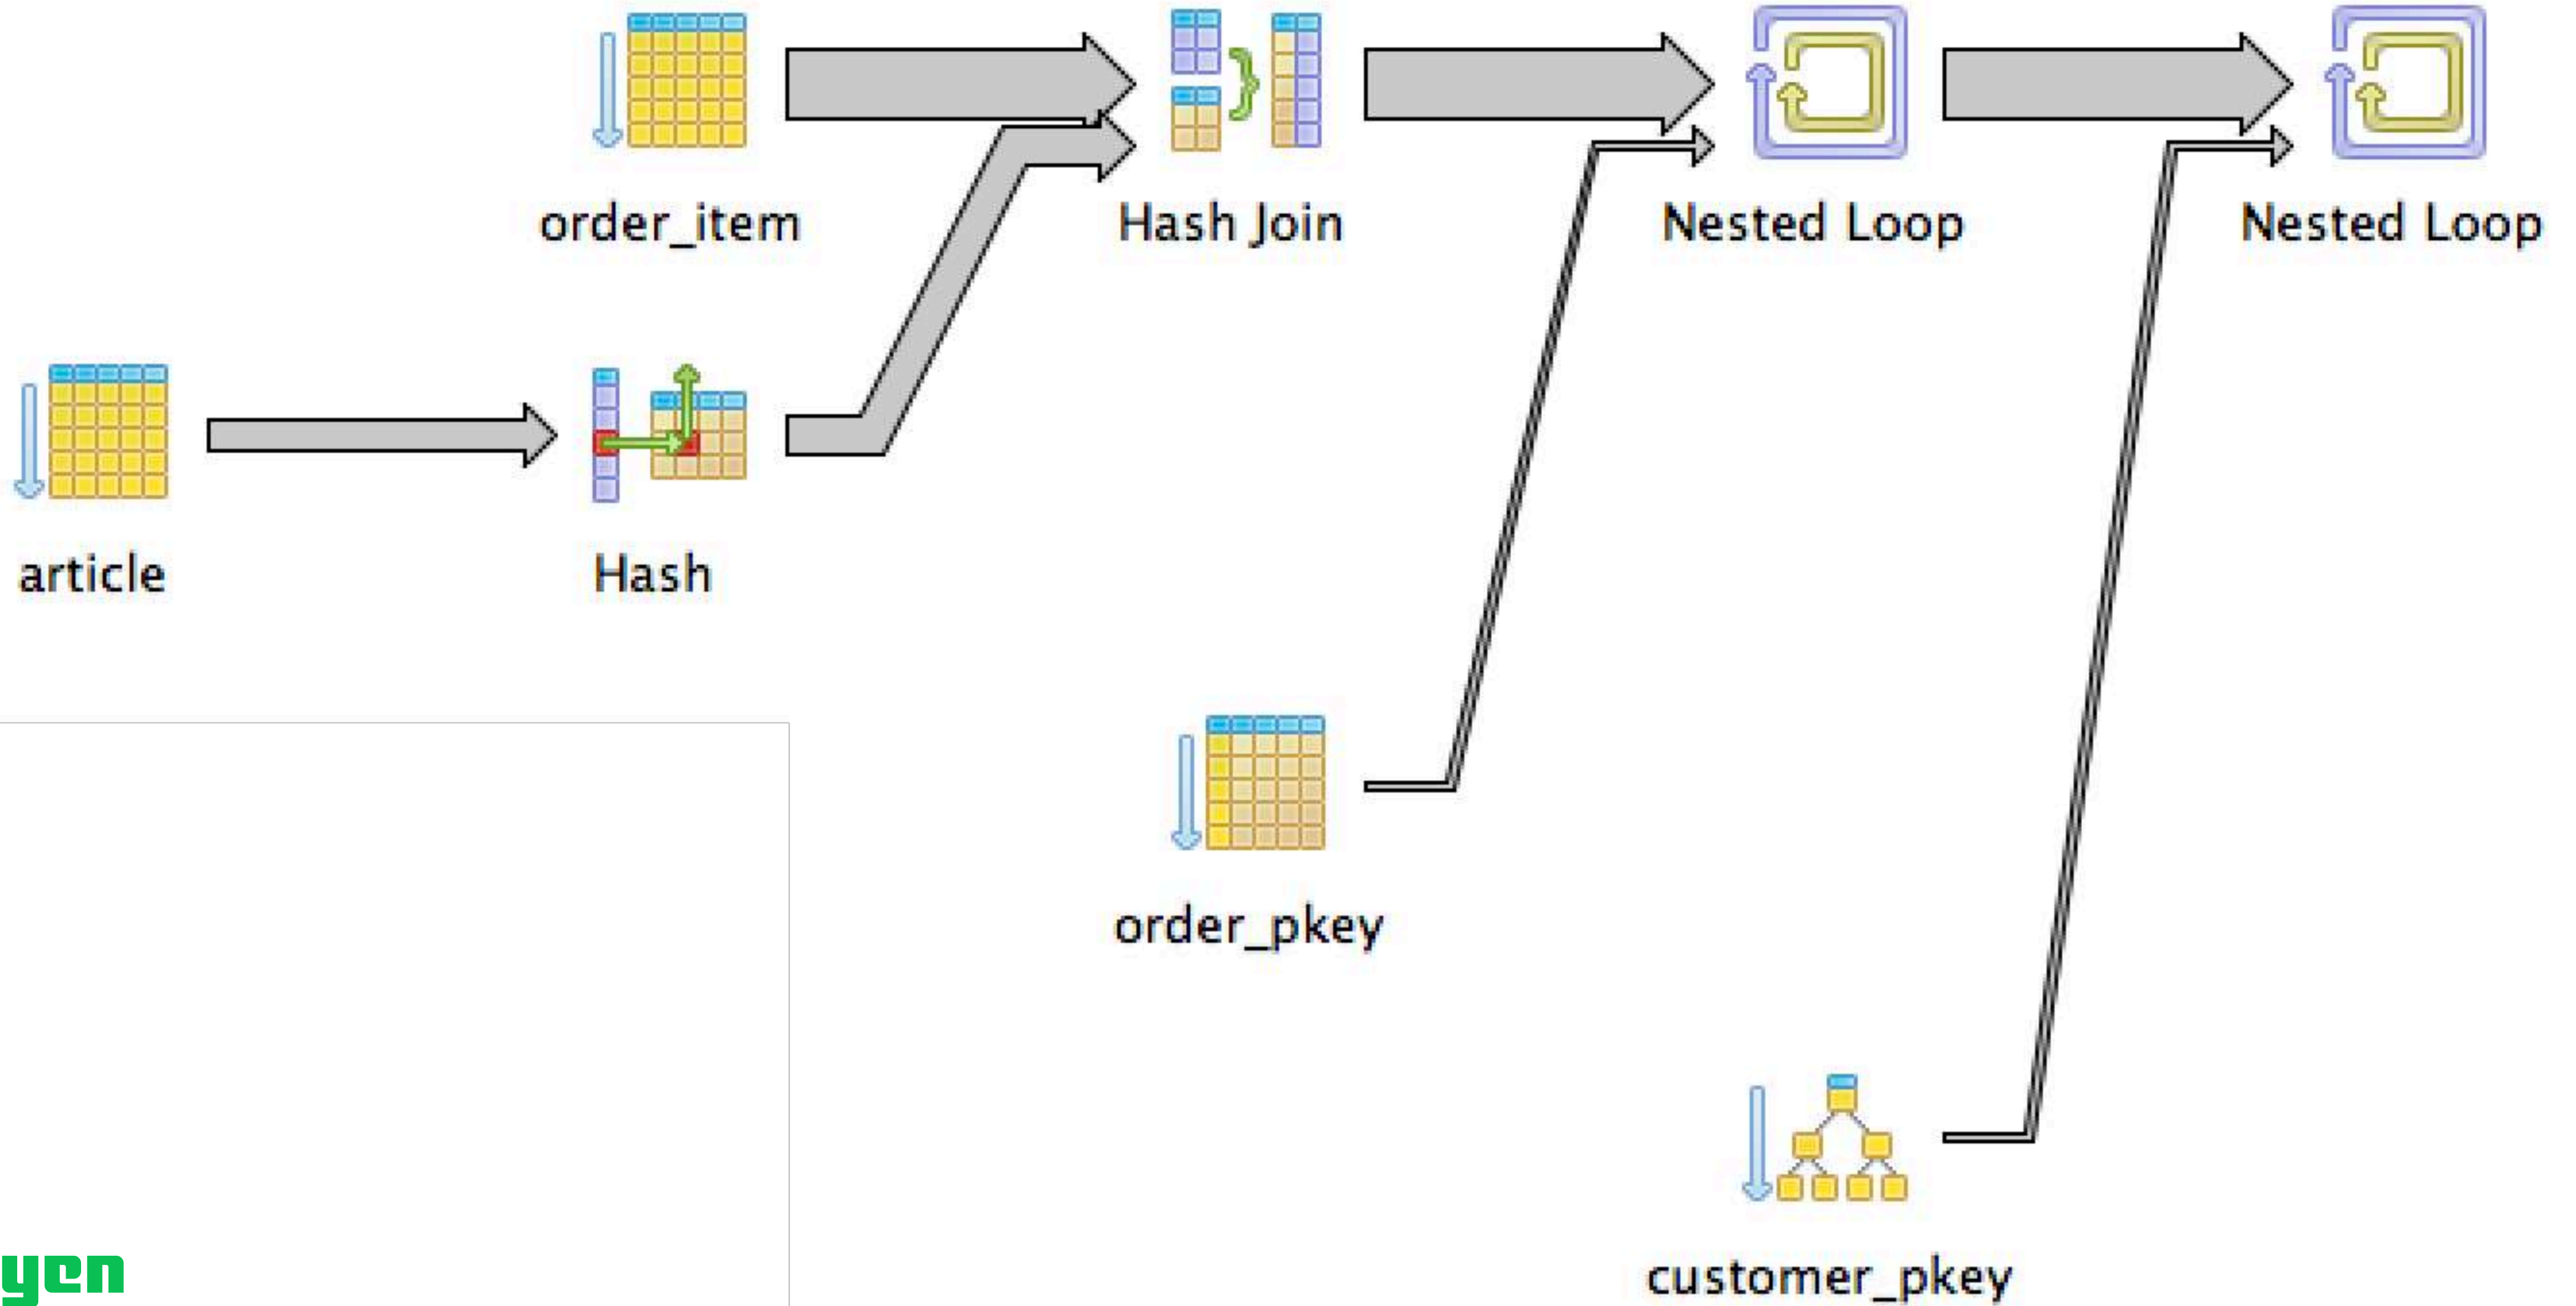 order_item
Hash Join
Nested Loop
Nested Loop
article
Hash
order_pkey
customer_pkey
yen